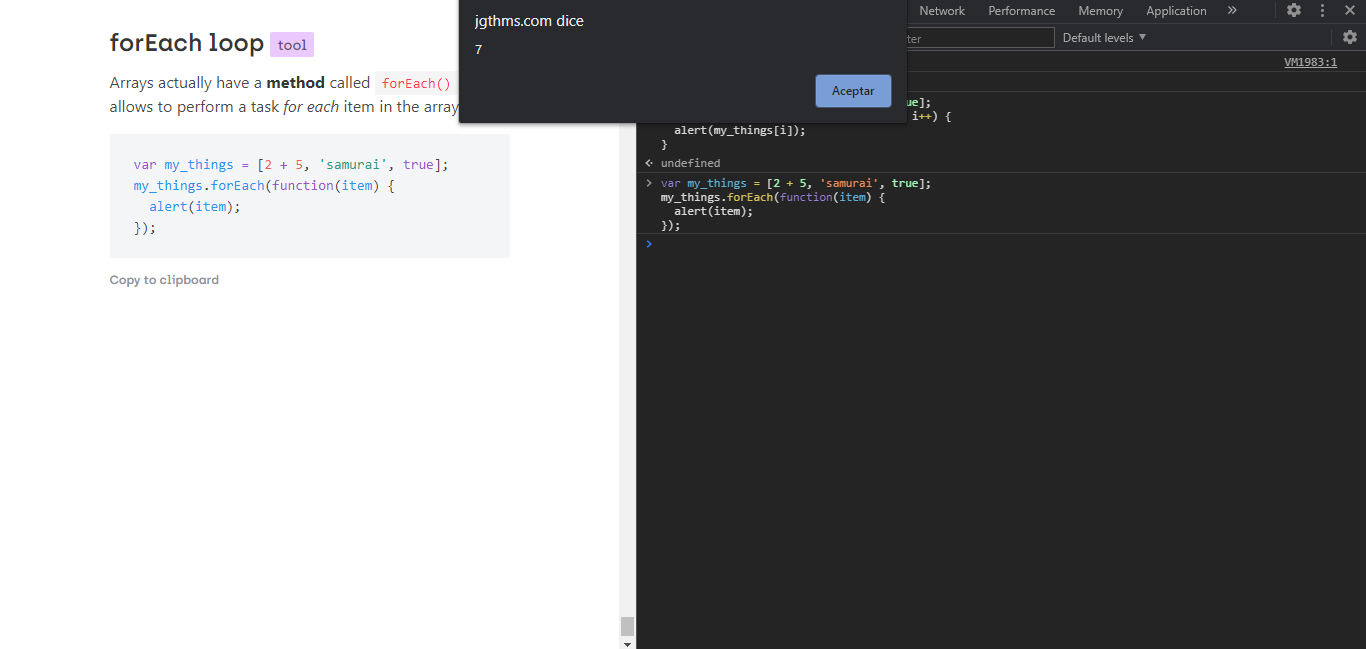 forEach loop tool
Arrays actually have a method called forEach()
allows to perform a task for each item in the array
var my_things = [2 + 5, 'samurai', true];
my_things.forEach(function(item) {
  alert(item);
});
Copy to clipboard
jgthms.com dice
7
Aceptar
Network Performance Memory Application »
Default levels ▼
VM1983:1
ue];
i++) {
  alert(my_things[i]);
}
undefined
var my_things = [2 + 5, 'samurai', true];
my_things.forEach(function(item) {
  alert(item);
});